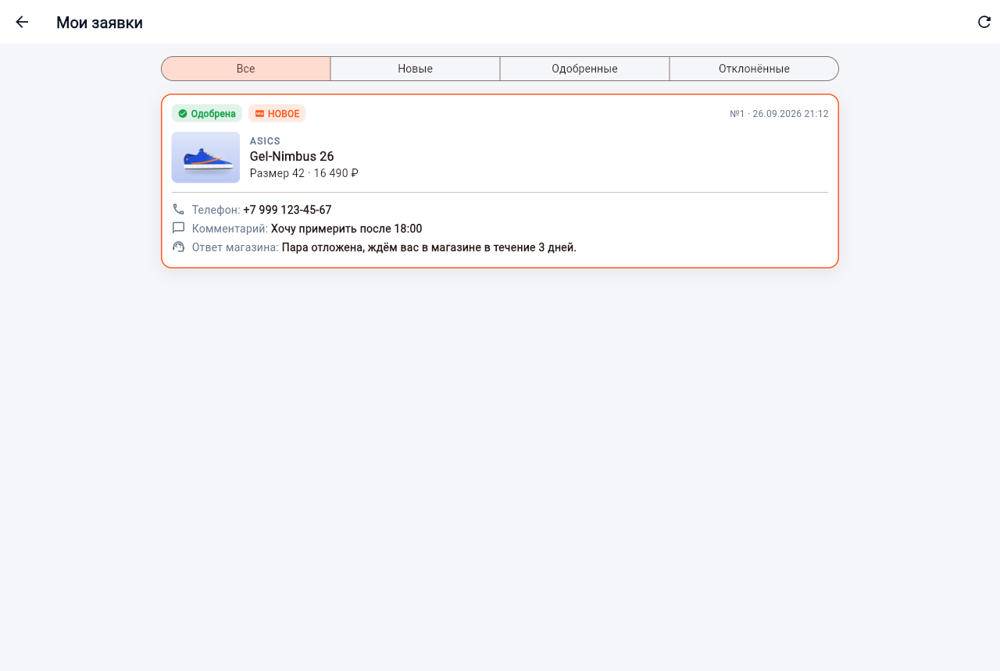 Мои заявки
Все
Новые
Одобренные
Отклонённые
Одобрена
НОВОЕ
№1 · 26.09.2026 21:12
ASICS
Gel-Nimbus 26
Размер 42 · 16 490 ₽
Телефон: +7 999 123-45-67
Комментарий: Хочу примерить после 18:00
Ответ магазина: Пара отложена, ждём вас в магазине в течение 3 дней.